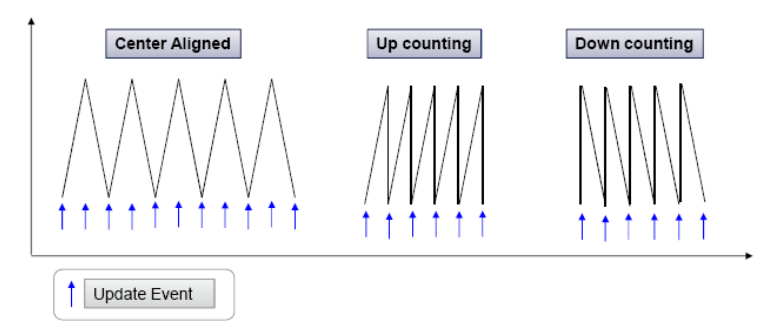 Center Aligned
Up counting
Down counting
Update Event